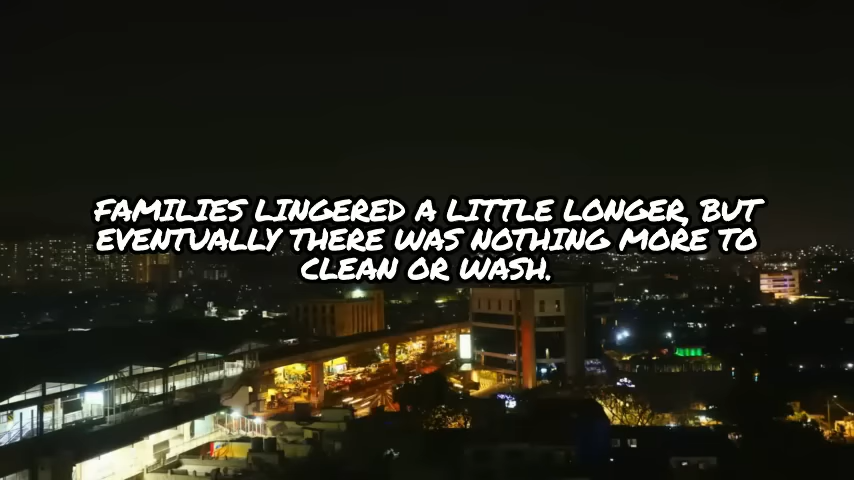 FAMILIES LINGERED A LITTLE LONGER, BUT
EVENTUALLY THERE WAS NOTHING MORE TO
CLEAN OR WASH.